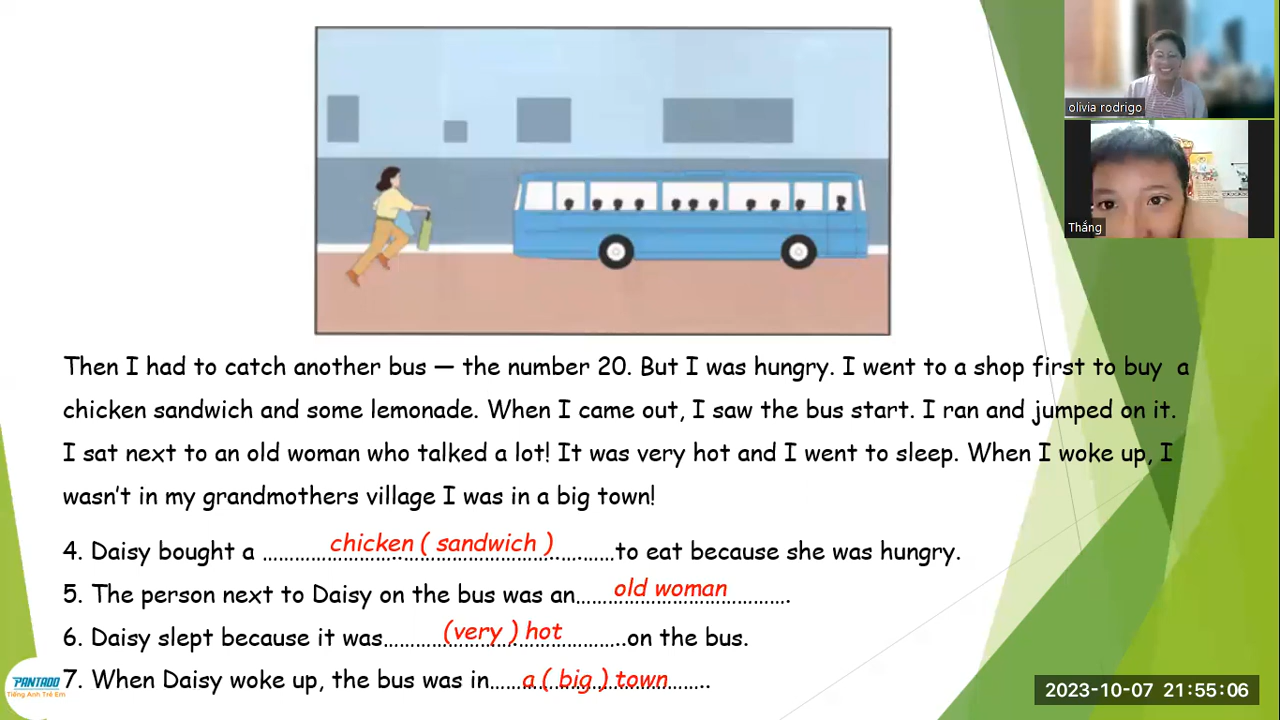 olivia rodrigo
Thắng
Then I had to catch another bus — the number 20. But I was hungry. I went to a shop first to buy a
chicken sandwich and some lemonade. When I came out, I saw the bus start. I ran and jumped on it.
I sat next to an old woman who talked a lot! It was very hot and I went to sleep. When I woke up, I
wasn't in my grandmothers village I was in a big town!
4. Daisy bought a ……………chicken ( sandwich )……………to eat because she was hungry.
5. The person next to Daisy on the bus was an……old woman…….
6. Daisy slept because it was………(very ) hot………..on the bus.
7. When Daisy woke up, the bus was in……a ( big ) town……..
PANTADO
Tiếng Anh Trẻ Em
2023-10-07 21:55:06